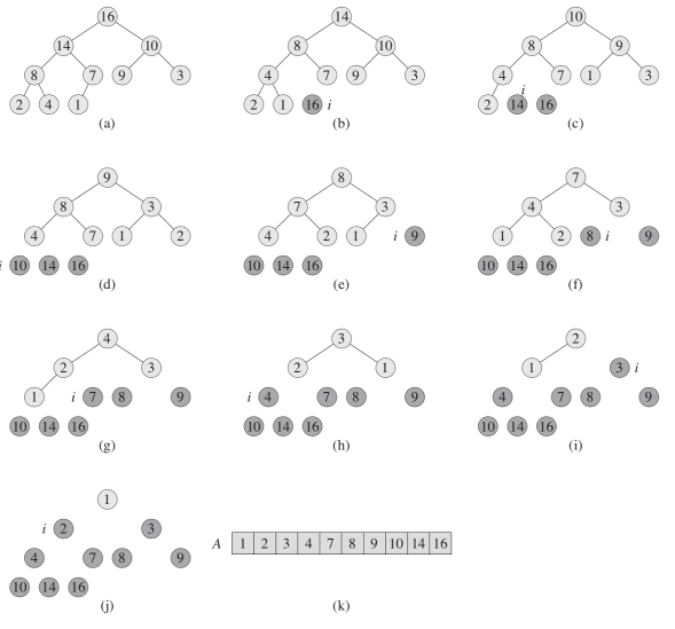 16 14 10
14 10 8 10 8 9
8 7 9 3 4 7 9 3 4 7 1 3
i
2 4 1 2 1 16 i 2 14 16
(a) (b) (c)
9 8 7
8 3 7 3 4 3
4 7 1 2 4 2 1 i 9 1 2 8 i 9
i 10 14 16 10 14 16 10 14 16
(d) (e) (f)
4 3 2
2 3 2 1 1 3 i
1 i 7 8 9 i 4 7 8 9 4 7 8 9
10 14 16 10 14 16 10 14 16
(g) (h) (i)
1
i 2 3
A 1 2 3 4 7 8 9 10 14 16
4 7 8 9
10 14 16
(j) (k)